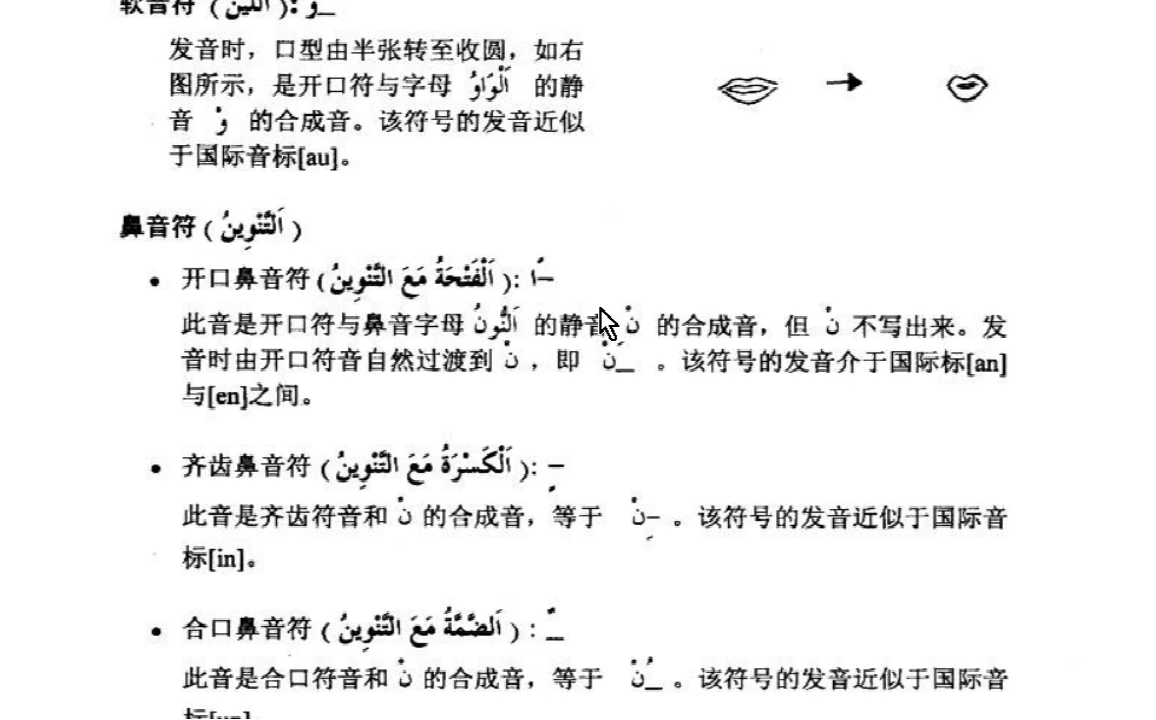 软音符 ( اَللِّين ) : ـَوْ
发音时，口型由半张转至收圆，如右
图所示，是开口符与字母 اَلْوَاوُ 的静
音 وْ 的合成音。该符号的发音近似
于国际音标[au]。
鼻音符 ( اَلتَّنْوِينُ )
• 开口鼻音符 ( اَلْفَتْحَةُ مَعَ التَّنْوِينُ ) : ـًا
此音是开口符与鼻音字母 اَلنُّونُ 的静音 نْ 的合成音，但 نْ 不写出来。发
音时由开口符音自然过渡到 نْ ，即 ـَنْ 。该符号的发音介于国际标[an]
与[en]之间。
• 齐齿鼻音符 ( اَلْكَسْرَةُ مَعَ التَّنْوِينُ ) : ـٍ
此音是齐齿符音和 نْ 的合成音，等于 ـِنْ 。该符号的发音近似于国际音
标[in]。
• 合口鼻音符 ( اَلضَّمَّةُ مَعَ التَّنْوِينُ ) : ـٌ
此音是合口符音和 نْ 的合成音，等于 ـُنْ 。该符号的发音近似于国际音
标[un]